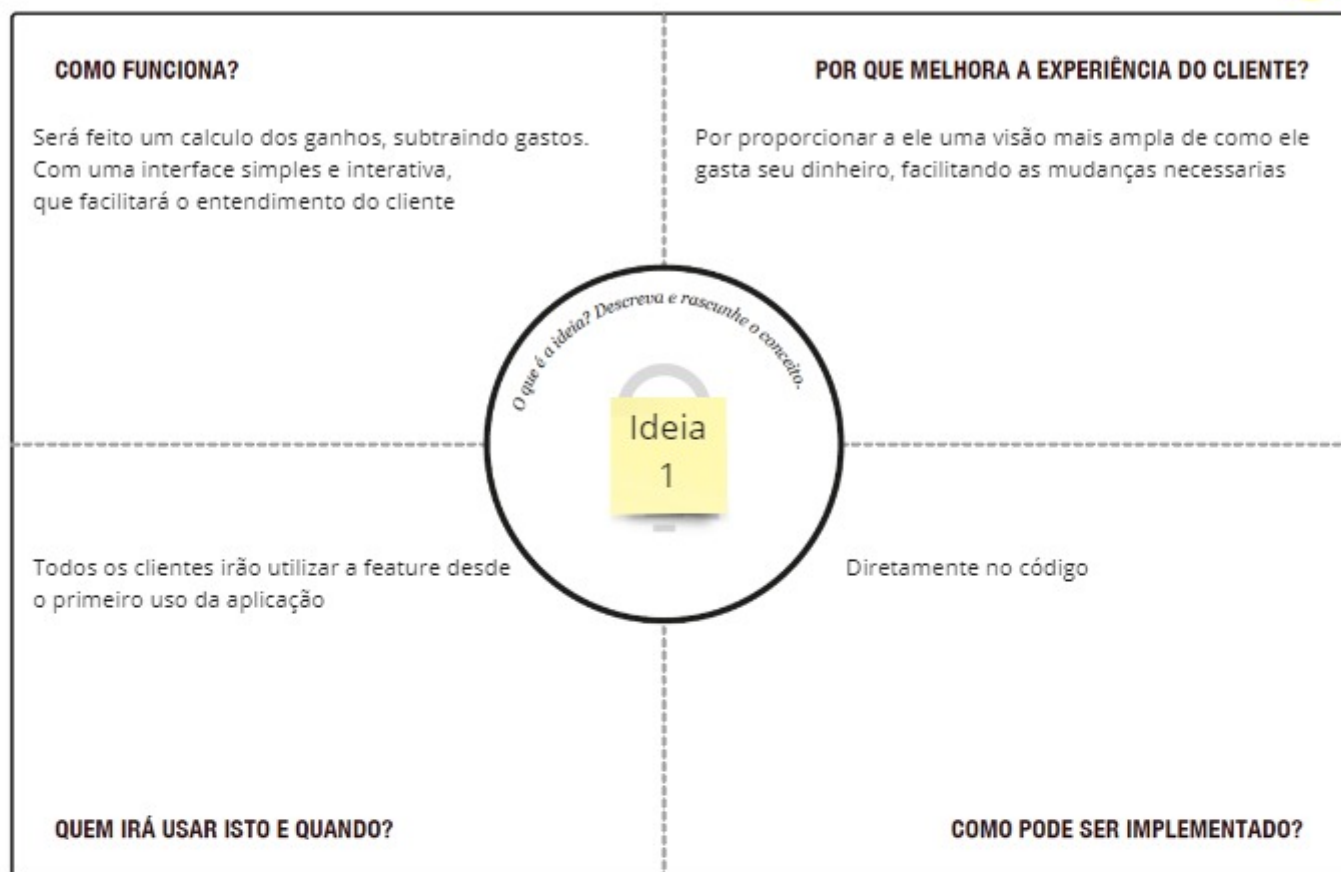 COMO FUNCIONA?
Será feito um calculo dos ganhos, subtraindo gastos.
Com uma interface simples e interativa,
que facilitará o entendimento do cliente
POR QUE MELHORA A EXPERIÊNCIA DO CLIENTE?
Por proporcionar a ele uma visão mais ampla de como ele
gasta seu dinheiro, facilitando as mudanças necessarias
O que é a ideia? Descreva e rascunhe o conceito.
Ideia
1
Todos os clientes irão utilizar a feature desde
o primeiro uso da aplicação
QUEM IRÁ USAR ISTO E QUANDO?
Diretamente no código
COMO PODE SER IMPLEMENTADO?